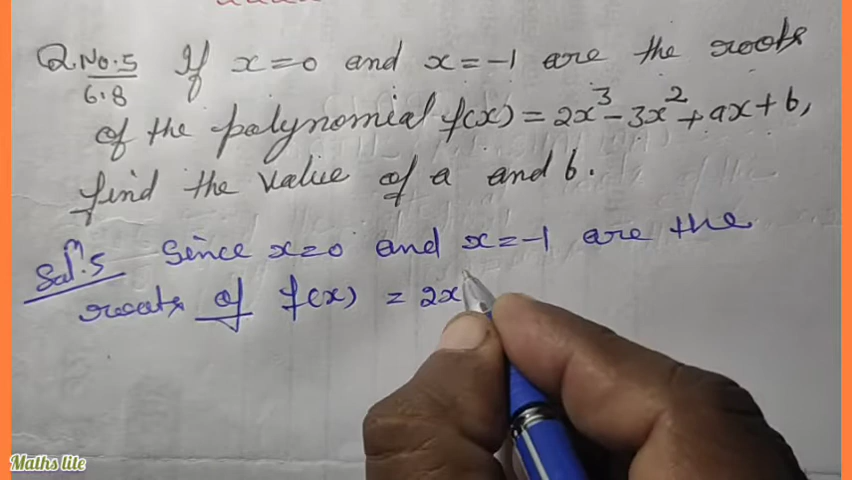 Q.No.5 If x=0 and x=-1 are the roots
6.8
of the polynomial f(x) = 2x³-3x²+ax+b,
find the value of a and b.
Solⁿ.5 Since x=0 and x=-1 are the
roots of f(x) = 2x
Maths lite